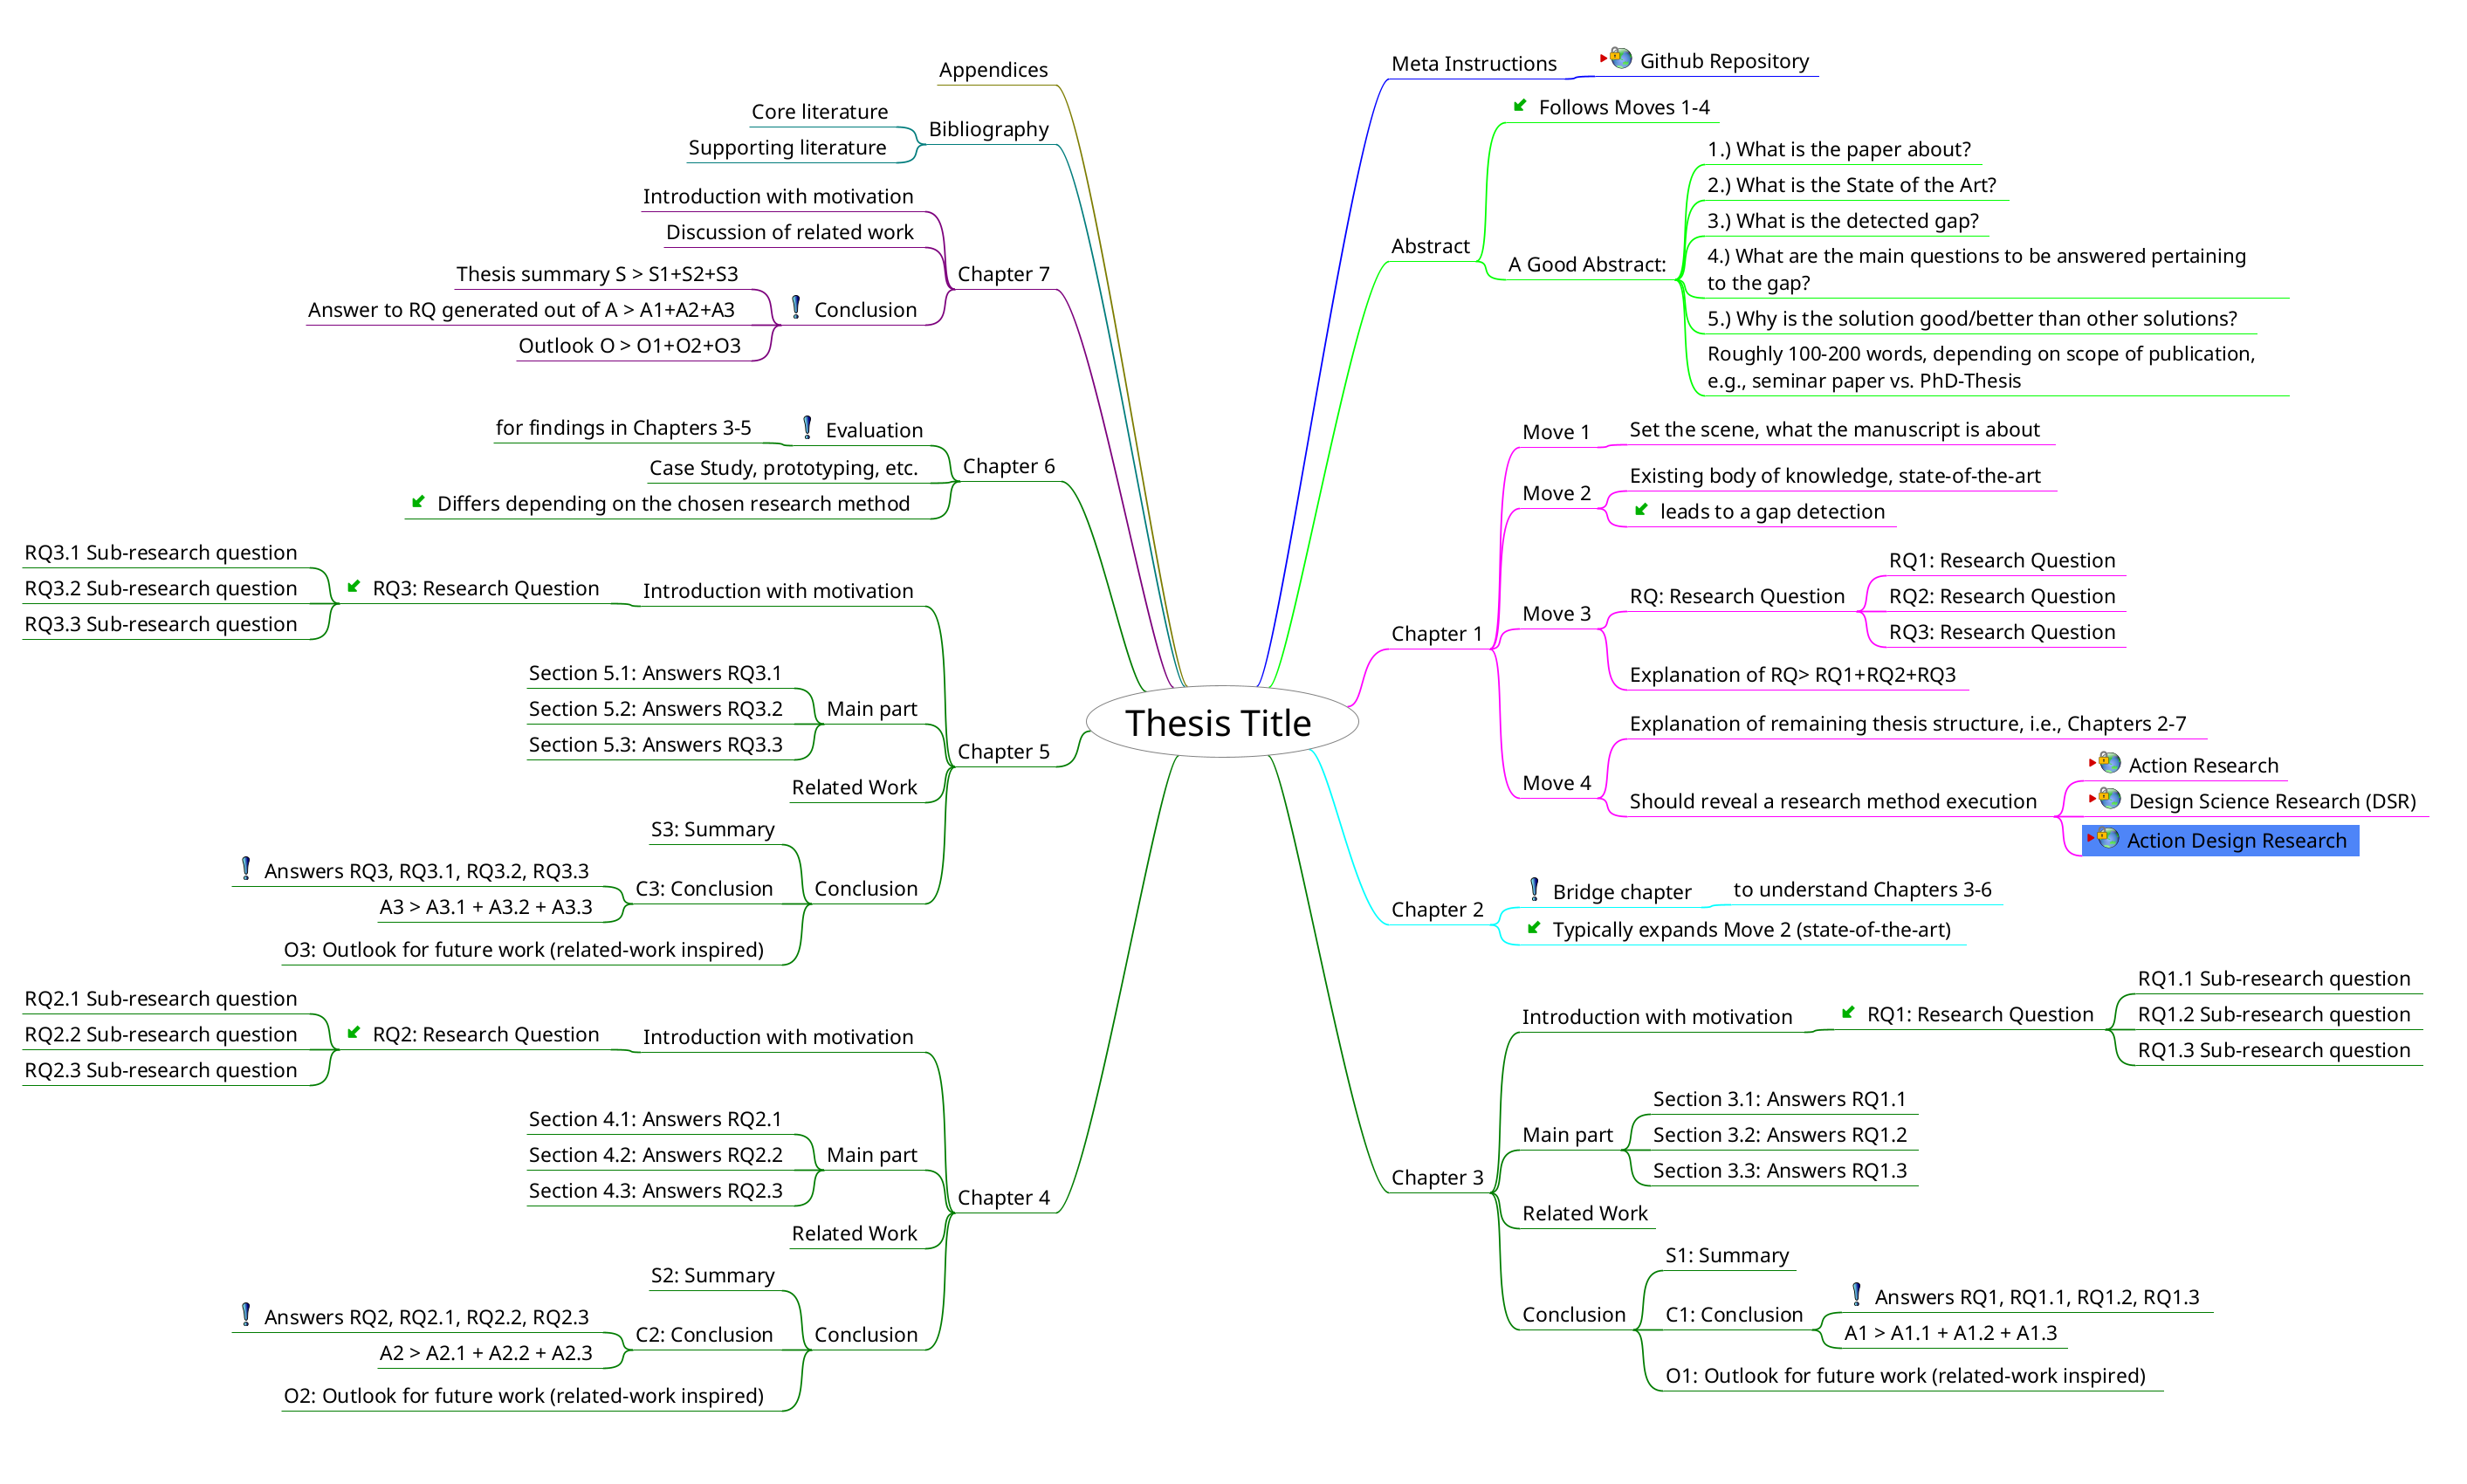 Thesis Title
Meta Instructions
Github Repository
Abstract
Follows Moves 1-4
A Good Abstract:
1.) What is the paper about?
2.) What is the State of the Art?
3.) What is the detected gap?
4.) What are the main questions to be answered pertaining
to the gap?
5.) Why is the solution good/better than other solutions?
Roughly 100-200 words, depending on scope of publication,
e.g., seminar paper vs. PhD-Thesis
Chapter 1
Move 1
Set the scene, what the manuscript is about
Move 2
Existing body of knowledge, state-of-the-art
leads to a gap detection
Move 3
RQ: Research Question
RQ1: Research Question
RQ2: Research Question
RQ3: Research Question
Explanation of RQ> RQ1+RQ2+RQ3
Move 4
Explanation of remaining thesis structure, i.e., Chapters 2-7
Should reveal a research method execution
Action Research
Design Science Research (DSR)
Action Design Research
Chapter 2
Bridge chapter
to understand Chapters 3-6
Typically expands Move 2 (state-of-the-art)
Chapter 3
Introduction with motivation
RQ1: Research Question
RQ1.1 Sub-research question
RQ1.2 Sub-research question
RQ1.3 Sub-research question
Main part
Section 3.1: Answers RQ1.1
Section 3.2: Answers RQ1.2
Section 3.3: Answers RQ1.3
Related Work
Conclusion
S1: Summary
C1: Conclusion
Answers RQ1, RQ1.1, RQ1.2, RQ1.3
A1 > A1.1 + A1.2 + A1.3
O1: Outlook for future work (related-work inspired)
Appendices
Bibliography
Core literature
Supporting literature
Chapter 7
Introduction with motivation
Discussion of related work
Conclusion
Thesis summary S > S1+S2+S3
Answer to RQ generated out of A > A1+A2+A3
Outlook O > O1+O2+O3
Chapter 6
Evaluation
for findings in Chapters 3-5
Case Study, prototyping, etc.
Differs depending on the chosen research method
Chapter 5
Introduction with motivation
RQ3: Research Question
RQ3.1 Sub-research question
RQ3.2 Sub-research question
RQ3.3 Sub-research question
Main part
Section 5.1: Answers RQ3.1
Section 5.2: Answers RQ3.2
Section 5.3: Answers RQ3.3
Related Work
Conclusion
S3: Summary
C3: Conclusion
Answers RQ3, RQ3.1, RQ3.2, RQ3.3
A3 > A3.1 + A3.2 + A3.3
O3: Outlook for future work (related-work inspired)
Chapter 4
Introduction with motivation
RQ2: Research Question
RQ2.1 Sub-research question
RQ2.2 Sub-research question
RQ2.3 Sub-research question
Main part
Section 4.1: Answers RQ2.1
Section 4.2: Answers RQ2.2
Section 4.3: Answers RQ2.3
Related Work
Conclusion
S2: Summary
C2: Conclusion
Answers RQ2, RQ2.1, RQ2.2, RQ2.3
A2 > A2.1 + A2.2 + A2.3
O2: Outlook for future work (related-work inspired)